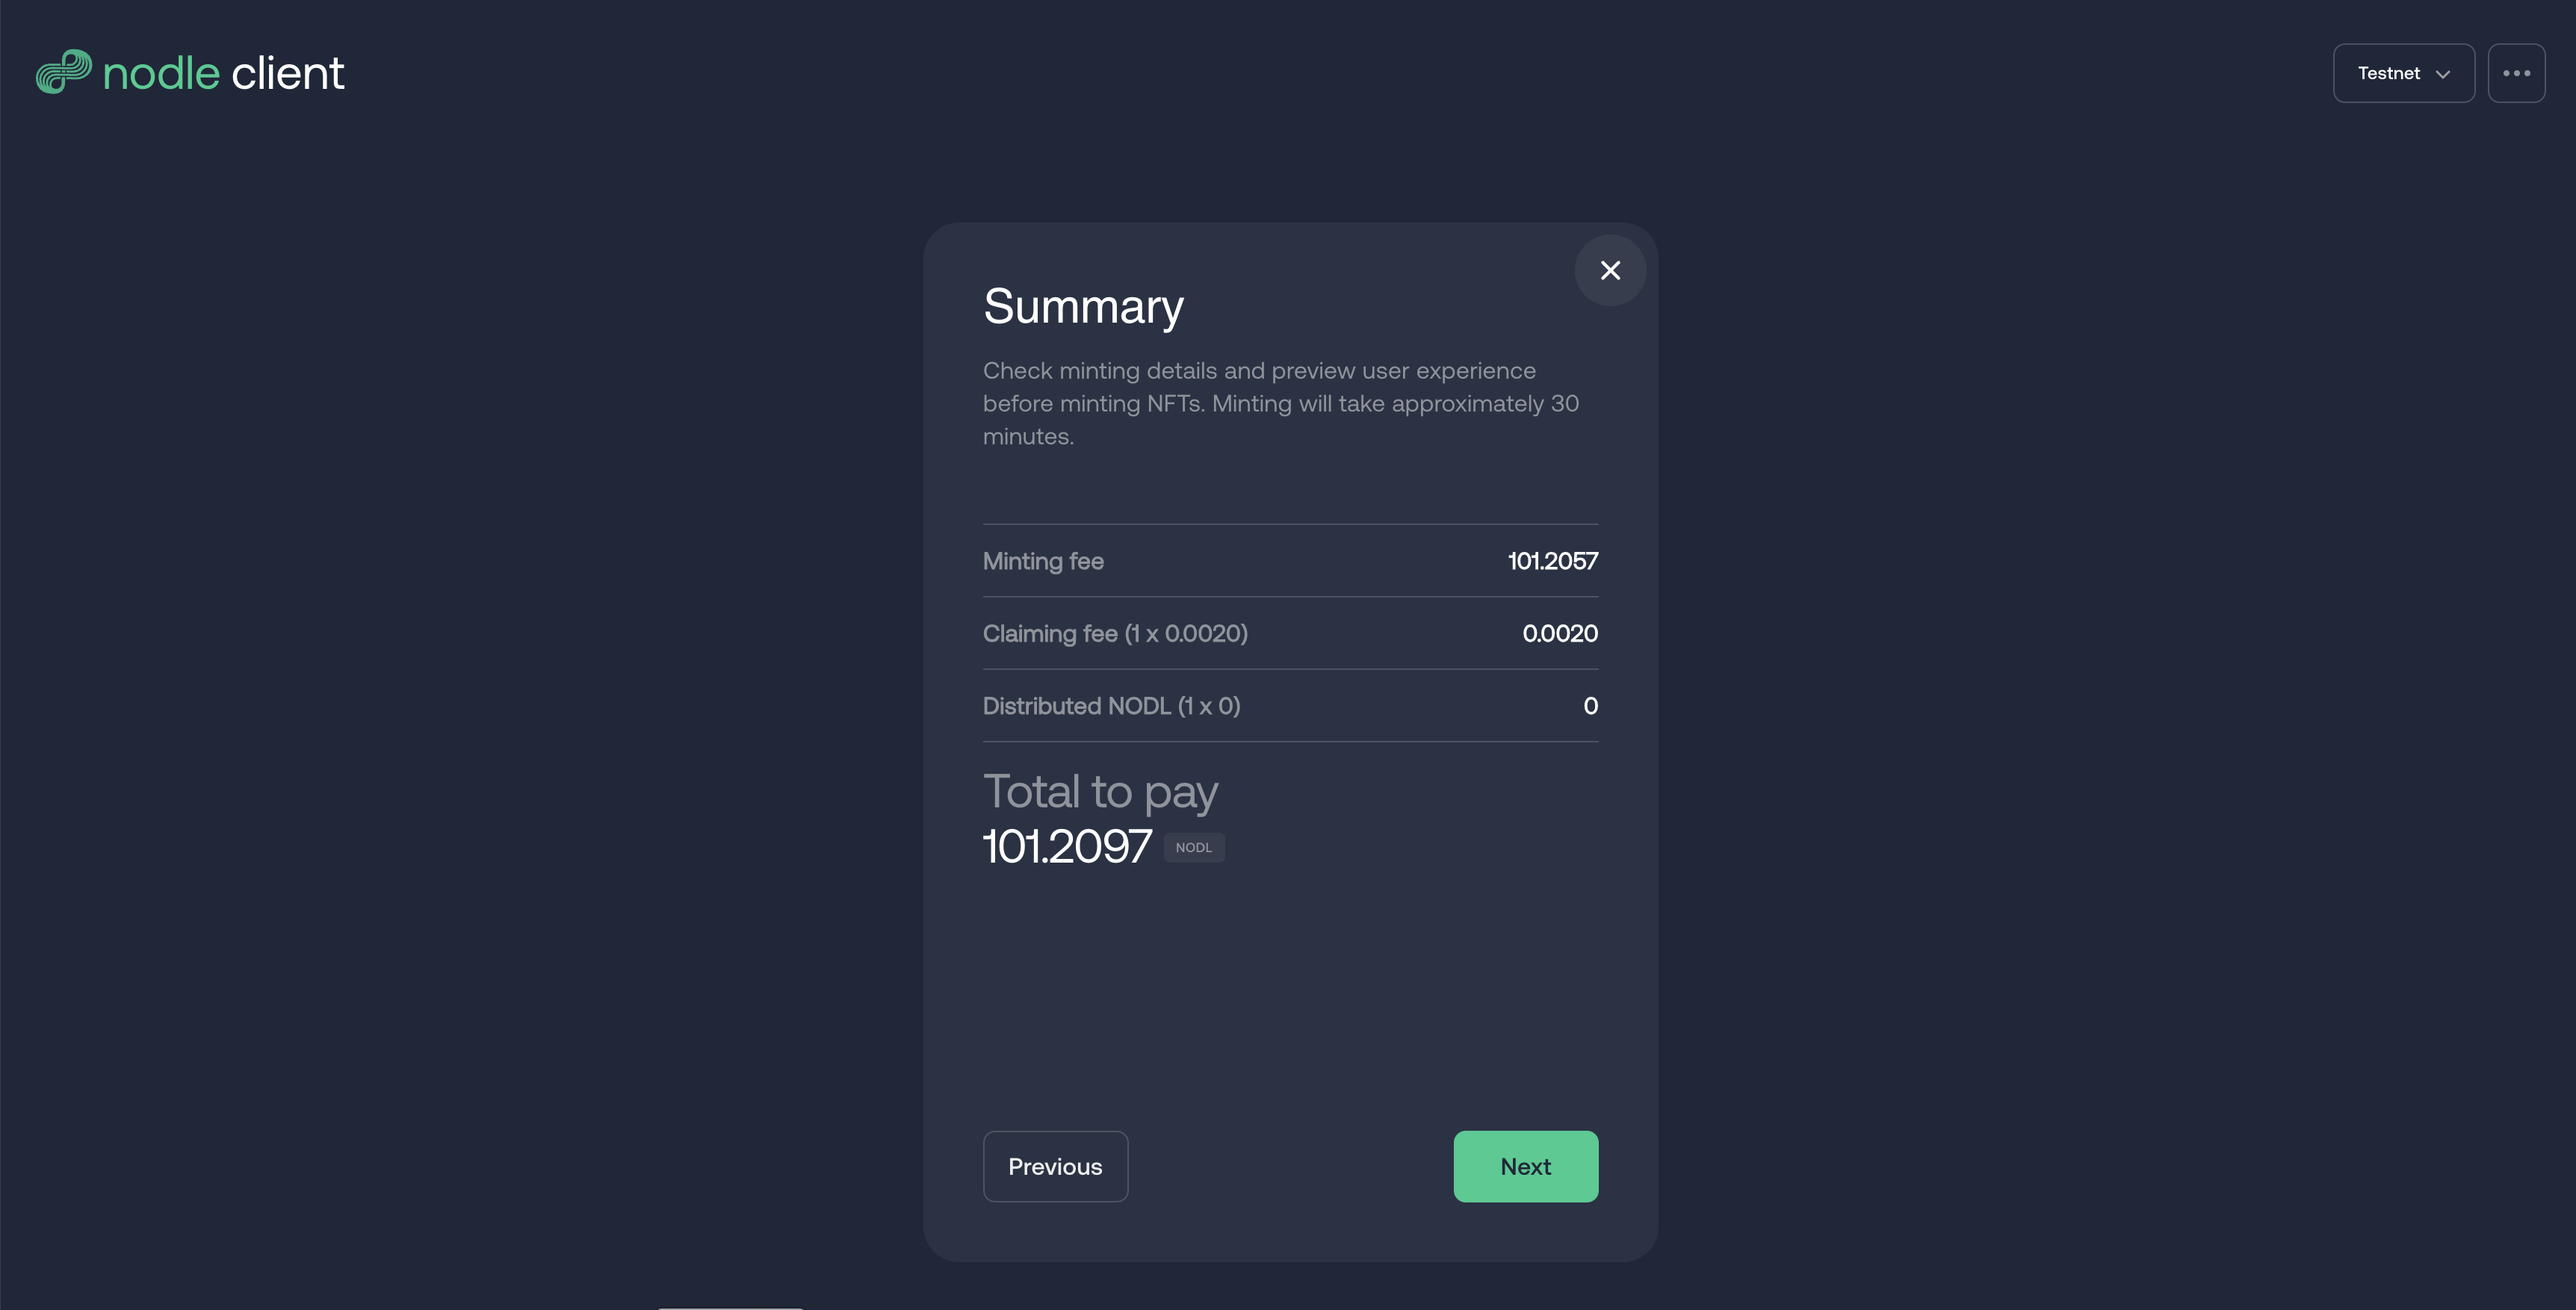 nodle client
Testnet
Summary
Check minting details and preview user experience
before minting NFTs. Minting will take approximately 30
minutes.
Minting fee 101.2057
Claiming fee (1 x 0.0020) 0.0020
Distributed NODL (1 x 0) 0
Total to pay
101.2097 NODL
Previous Next